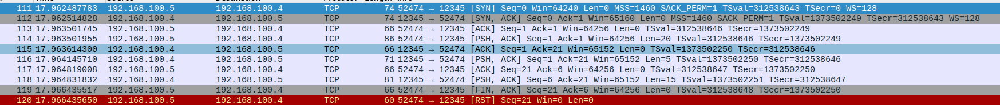 111 17.962487783 192.168.100.5 192.168.100.4 TCP 74 52474 → 12345 [SYN] Seq=0 Win=64240 Len=0 MSS=1460 SACK_PERM=1 TSval=312538643 TSecr=0 WS=128
112 17.962514828 192.168.100.4 192.168.100.5 TCP 74 12345 → 52474 [SYN, ACK] Seq=0 Ack=1 Win=65160 Len=0 MSS=1460 SACK_PERM=1 TSval=1373502249 TSecr=312538643 WS=128
113 17.963501745 192.168.100.5 192.168.100.4 TCP 66 52474 → 12345 [ACK] Seq=1 Ack=1 Win=64256 Len=0 TSval=312538646 TSecr=1373502249
114 17.963501955 192.168.100.5 192.168.100.4 TCP 86 52474 → 12345 [PSH, ACK] Seq=1 Ack=1 Win=64256 Len=20 TSval=312538646 TSecr=1373502249
115 17.963614300 192.168.100.4 192.168.100.5 TCP 66 12345 → 52474 [ACK] Seq=1 Ack=21 Win=65152 Len=0 TSval=1373502250 TSecr=312538646
116 17.964145710 192.168.100.4 192.168.100.5 TCP 71 12345 → 52474 [PSH, ACK] Seq=1 Ack=21 Win=65152 Len=5 TSval=1373502250 TSecr=312538646
117 17.964819008 192.168.100.5 192.168.100.4 TCP 66 52474 → 12345 [ACK] Seq=21 Ack=6 Win=64256 Len=0 TSval=312538647 TSecr=1373502250
118 17.964831832 192.168.100.4 192.168.100.5 TCP 81 12345 → 52474 [PSH, ACK] Seq=6 Ack=21 Win=65152 Len=15 TSval=1373502251 TSecr=312538647
119 17.966435517 192.168.100.5 192.168.100.4 TCP 66 52474 → 12345 [FIN, ACK] Seq=21 Ack=6 Win=64256 Len=0 TSval=312538648 TSecr=1373502250
120 17.966435650 192.168.100.5 192.168.100.4 TCP 60 52474 → 12345 [RST] Seq=21 Win=0 Len=0